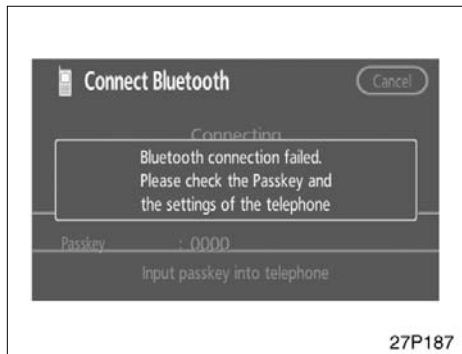 Connect Bluetooth
Cancel
Connecting
Bluetooth connection failed.
Please check the Passkey and
the settings of the telephone
Passkey : 0000
Input passkey into telephone
27P187